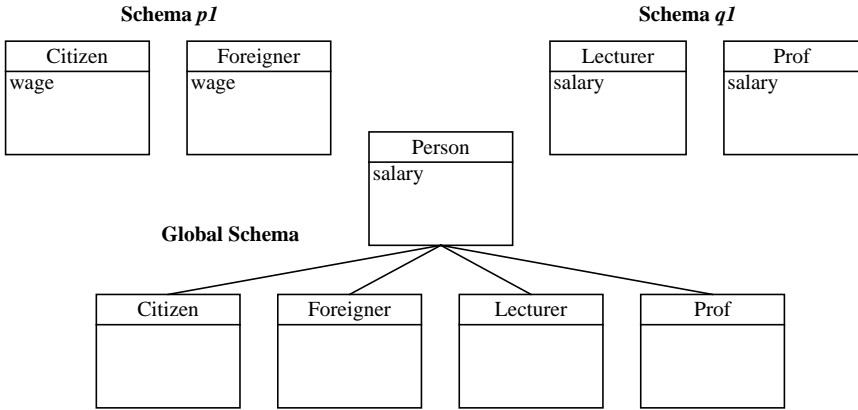 Schema p1
Schema q1
Citizen
Foreigner
Lecturer
Prof
wage
wage
salary
salary
Person
salary
Global Schema
Citizen
Foreigner
Lecturer
Prof